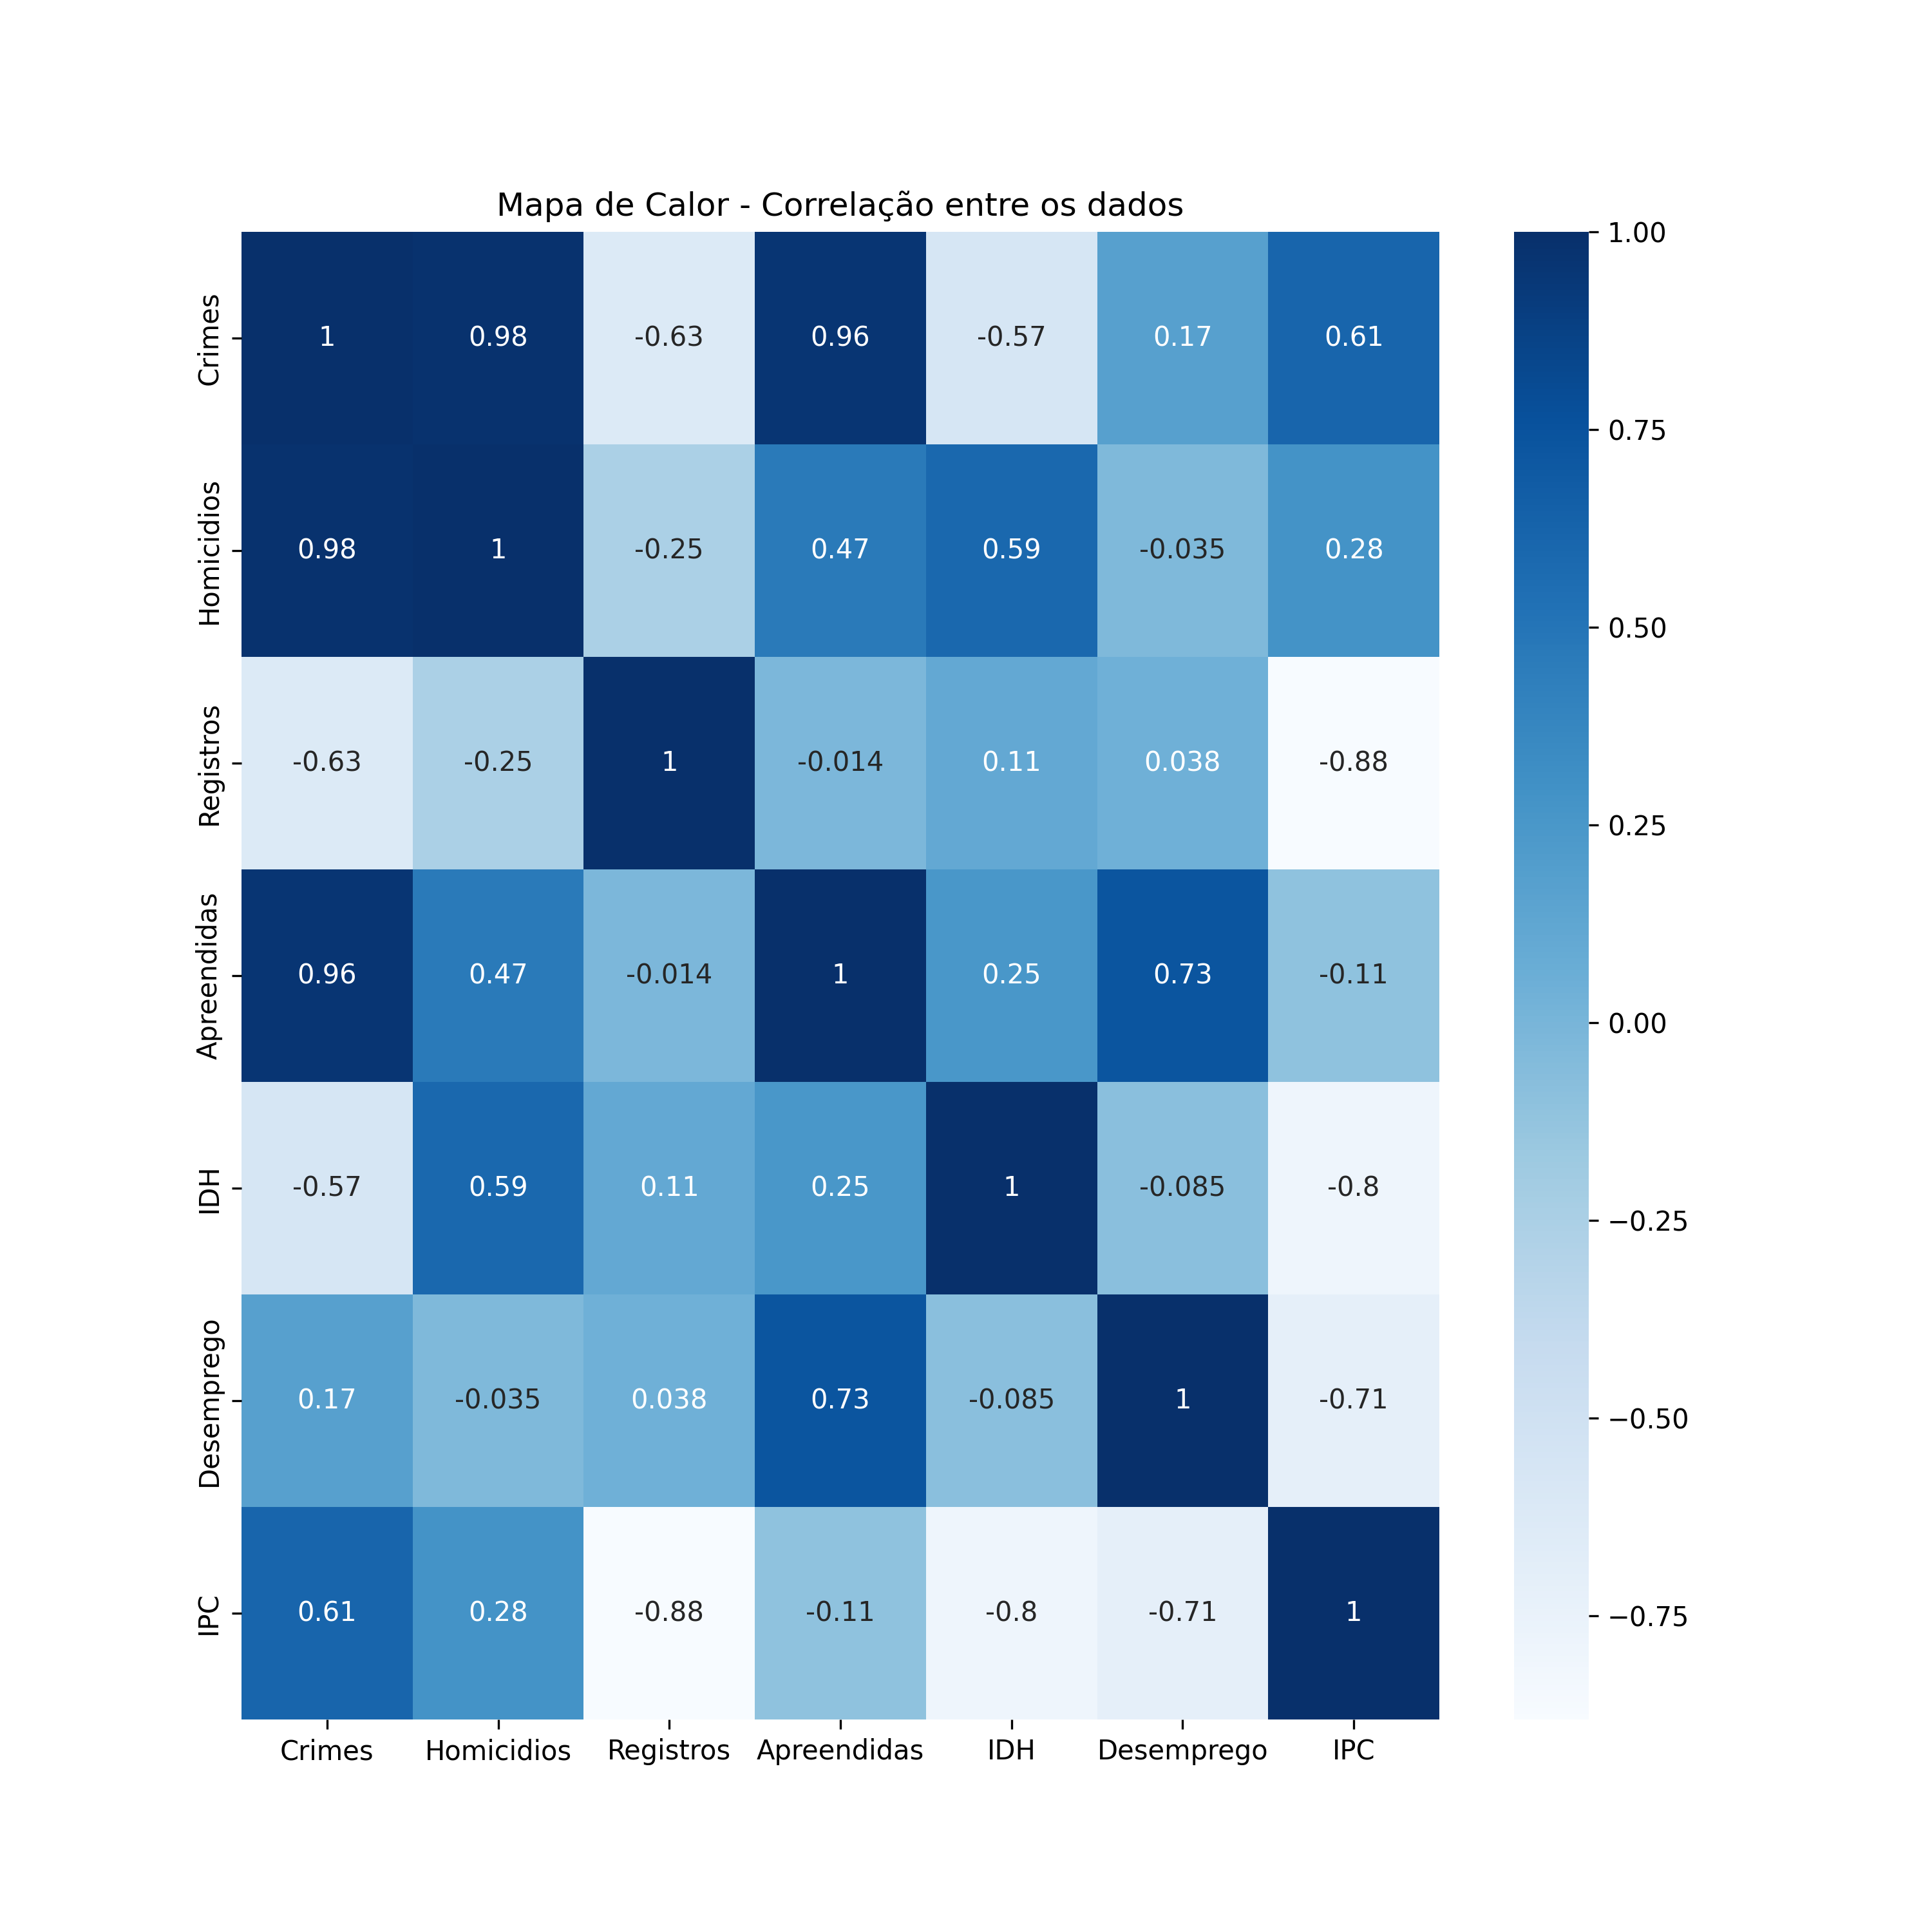 Mapa de Calor - Correlação entre os dados
Crimes 1 0.98 -0.63 0.96 -0.57 0.17 0.61
Homicidios 0.98 1 -0.25 0.47 0.59 -0.035 0.28
Registros -0.63 -0.25 1 -0.014 0.11 0.038 -0.88
Apreendidas 0.96 0.47 -0.014 1 0.25 0.73 -0.11
IDH -0.57 0.59 0.11 0.25 1 -0.085 -0.8
Desemprego 0.17 -0.035 0.038 0.73 -0.085 1 -0.71
IPC 0.61 0.28 -0.88 -0.11 -0.8 -0.71 1
Crimes Homicidios Registros Apreendidas IDH Desemprego IPC
1.00
0.75
0.50
0.25
0.00
−0.25
−0.50
−0.75